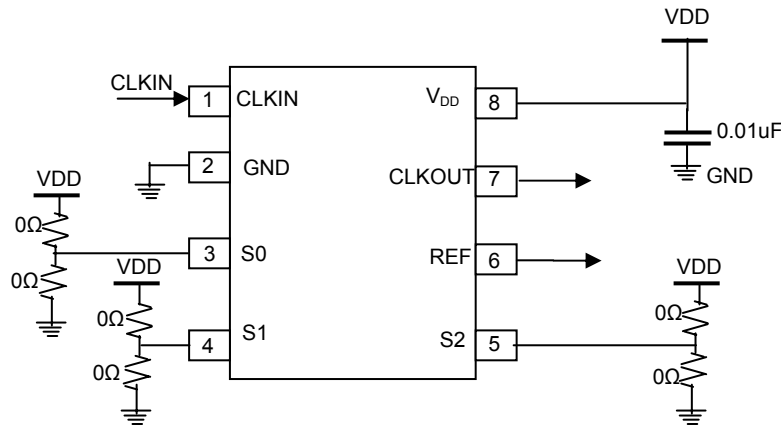 VDD
CLKIN
1
CLKIN
V_DD
8
0.01uF
2
GND
CLKOUT
7
GND
VDD
0Ω
3
S0
REF
6
0Ω
VDD
VDD
0Ω
0Ω
4
S1
S2
5
0Ω
0Ω